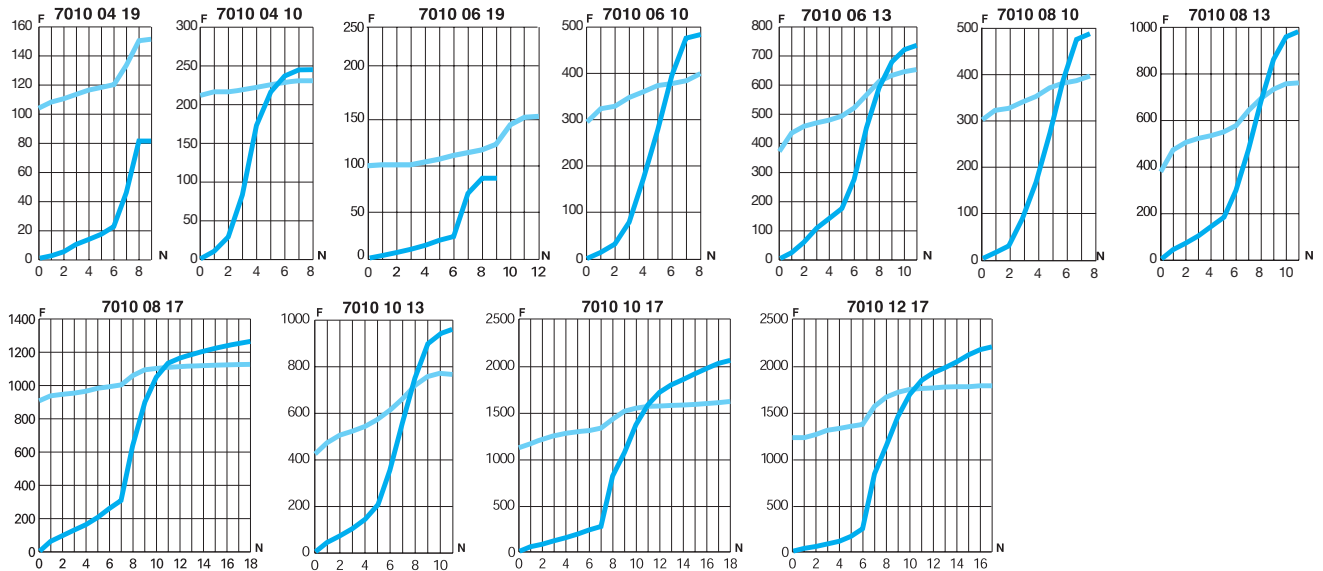 7010 04 19
F
160
140
120
100
80
60
40
20
0
0 2 4 6 8 N
7010 04 10
F
300
250
200
150
100
50
0
0 2 4 6 8 N
7010 06 19
F
250
200
150
100
50
0
0 2 4 6 8 10 12 N
7010 06 10
F
500
400
300
200
100
0
0 2 4 6 8 N
7010 06 13
F
800
700
600
500
400
300
200
100
0
0 2 4 6 8 10 N
7010 08 10
F
500
400
300
200
100
0
0 2 4 6 8 N
7010 08 13
F
1000
800
600
400
200
0
0 2 4 6 8 10 N
7010 08 17
F
1400
1200
1000
800
600
400
200
0
0 2 4 6 8 10 12 14 16 18 N
7010 10 13
F
1000
800
600
400
200
0
0 2 4 6 8 10 N
7010 10 17
F
2500
2000
1500
1000
500
0
0 2 4 6 8 10 12 14 16 18 N
7010 12 17
F
2500
2000
1500
1000
500
0
0 2 4 6 8 10 12 14 16 N